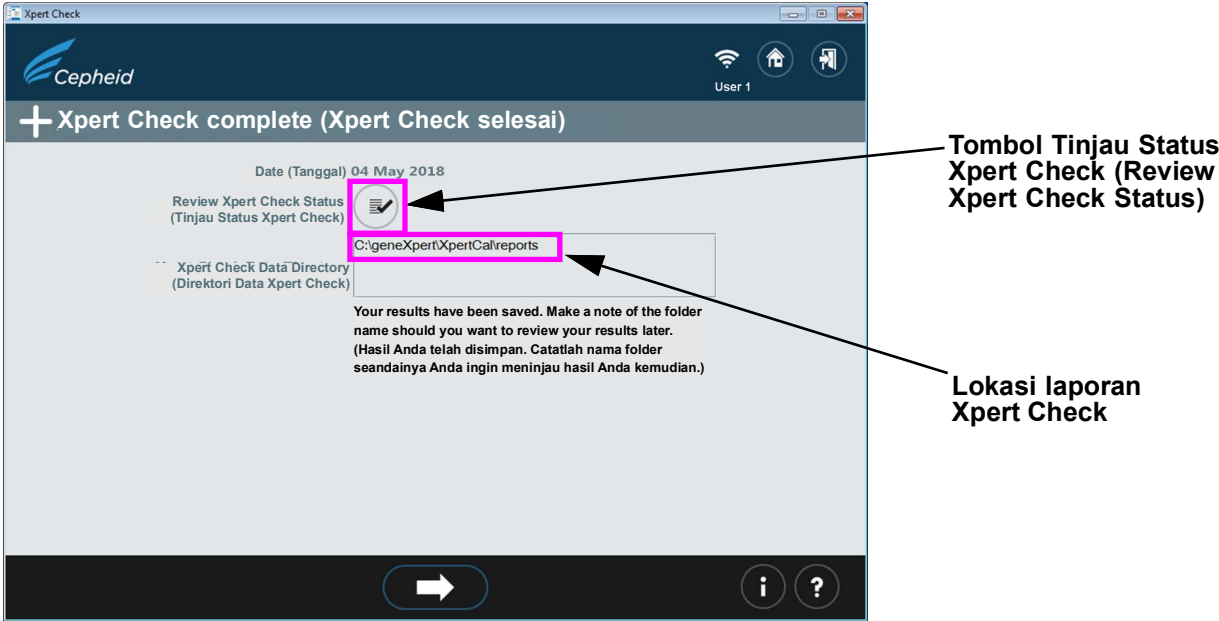 Xpert Check
Cepheid
User 1
Xpert Check complete (Xpert Check selesai)
Date (Tanggal) 04 May 2018
Review Xpert Check Status
(Tinjau Status Xpert Check)
C:\geneXpert\XpertCal\reports
Xpert Check Data Directory
(Direktori Data Xpert Check)
Your results have been saved. Make a note of the folder
name should you want to review your results later.
(Hasil Anda telah disimpan. Catatlah nama folder
seandainya Anda ingin meninjau hasil Anda kemudian.)
i ?
Tombol Tinjau Status
Xpert Check (Review
Xpert Check Status)
Lokasi laporan
Xpert Check